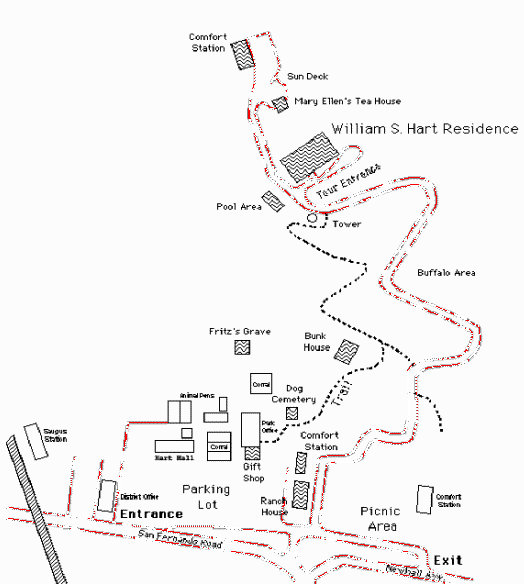 Comfort
Station
Sun Deck
Mary Ellen's Tea House
William S. Hart Residence
Tour Entrance
Pool Area
Tower
Buffalo Area
Fritz's Grave
Bunk
House
Corral
Dog
Cemetery
Trail
Animal Pens
Park
Office
Saugus
Station
Hart Hall
Corral
Comfort
Station
Gift
Shop
District Office
Parking
Lot
Ranch
House
Comfort
Station
Entrance
Picnic
Area
San Fernando Road
Exit
Newhall Ave